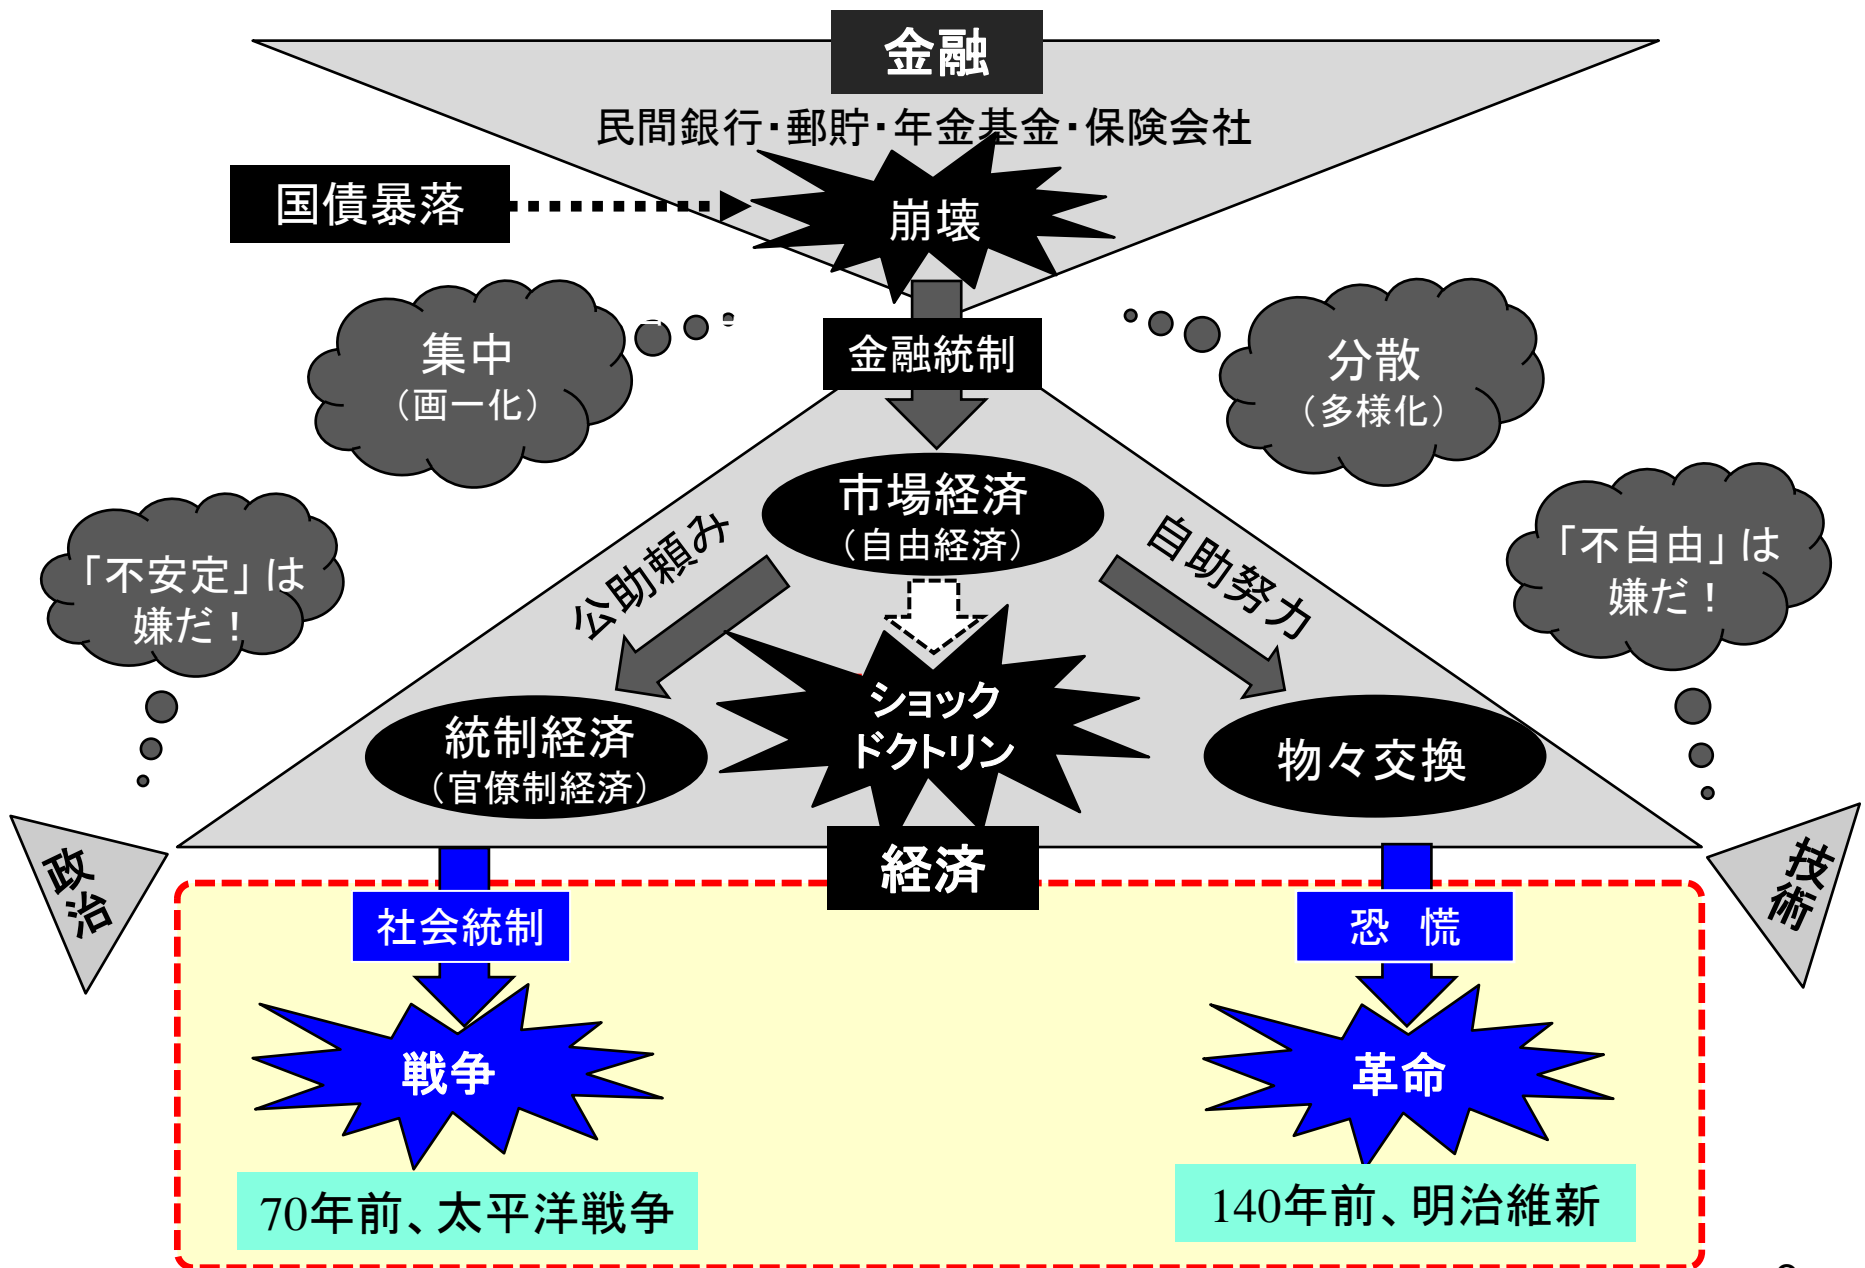 金融
民間銀行・郵貯・年金基金・保険会社
国債暴落
崩壊
集中
（画一化）
金融統制
分散
（多様化）
市場経済
（自由経済）
公助頼み
自助努力
「不安定」は
嫌だ！
「不自由」は
嫌だ！
ショック
ドクトリン
統制経済
（官僚制経済）
物々交換
経済
政治
技術
社会統制
恐　慌
戦争
革命
70年前、太平洋戦争
140年前、明治維新